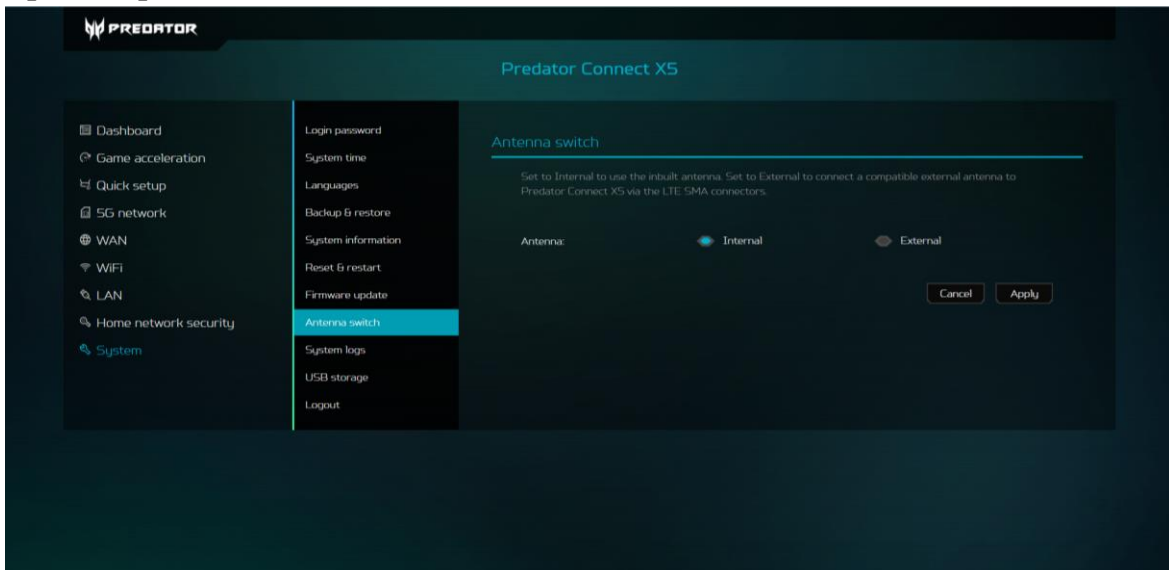 PREDATOR
Predator Connect X5
Dashboard
Game acceleration
Quick setup
5G network
WAN
WiFi
LAN
Home network security
System
Login password
System time
Languages
Backup & restore
System information
Reset & restart
Firmware update
Antenna switch
System logs
USB storage
Logout
Antenna switch
Set to Internal to use the inbuilt antenna. Set to External to connect a compatible external antenna to
Predator Connect X5 via the LTE SMA connectors.
Antenna: Internal External
Cancel Apply